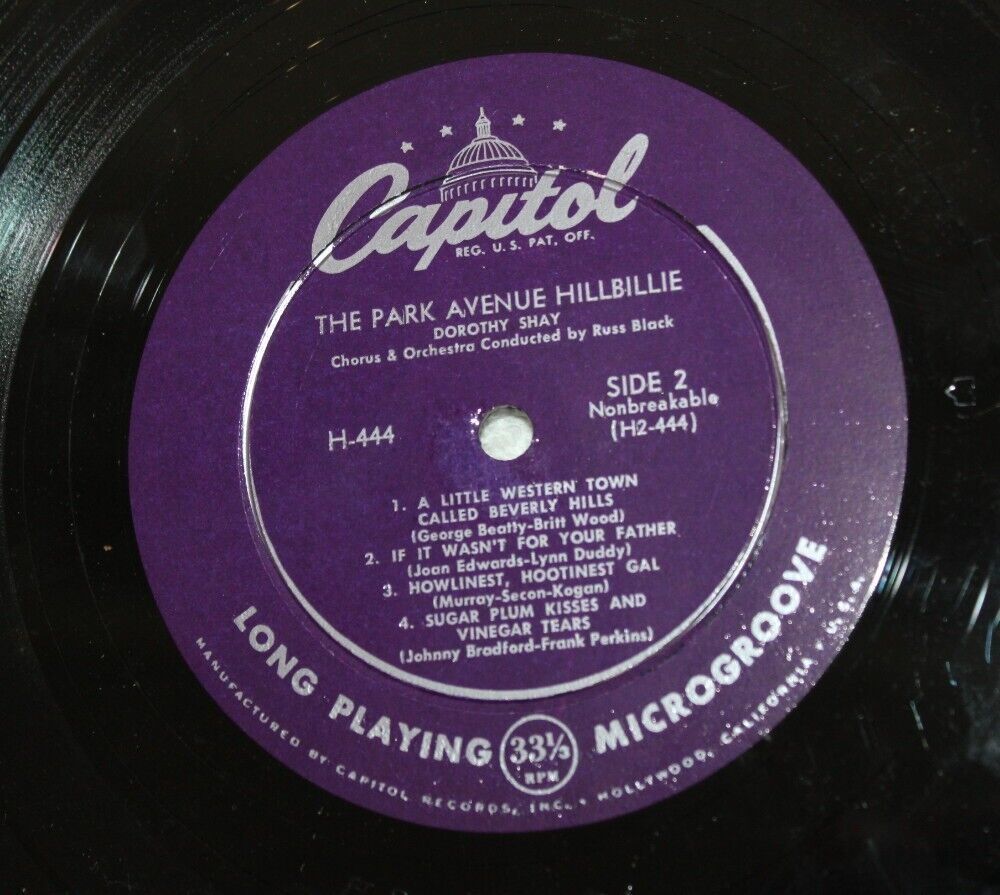 Capitol
REG. U. S. PAT. OFF.
THE PARK AVENUE HILLBILLIE
DOROTHY SHAY
Chorus & Orchestra Conducted by Russ Black
SIDE 2
Nonbreakable
H-444
(H2-444)
1. A LITTLE WESTERN TOWN
CALLED BEVERLY HILLS
(George Beatty-Britt Wood)
2. IF IT WASN'T FOR YOUR FATHER
(Joan Edwards-Lynn Duddy)
3. HOWLINEST, HOOTINEST GAL
(Murray-Secon-Kogan)
4. SUGAR PLUM KISSES AND
VINEGAR TEARS
(Johnny Bradford-Frank Perkins)
LONG PLAYING 33⅓ RPM MICROGROOVE
MANUFACTURED BY CAPITOL RECORDS, INC. • HOLLYWOOD, CALIFORNIA, U.S.A.